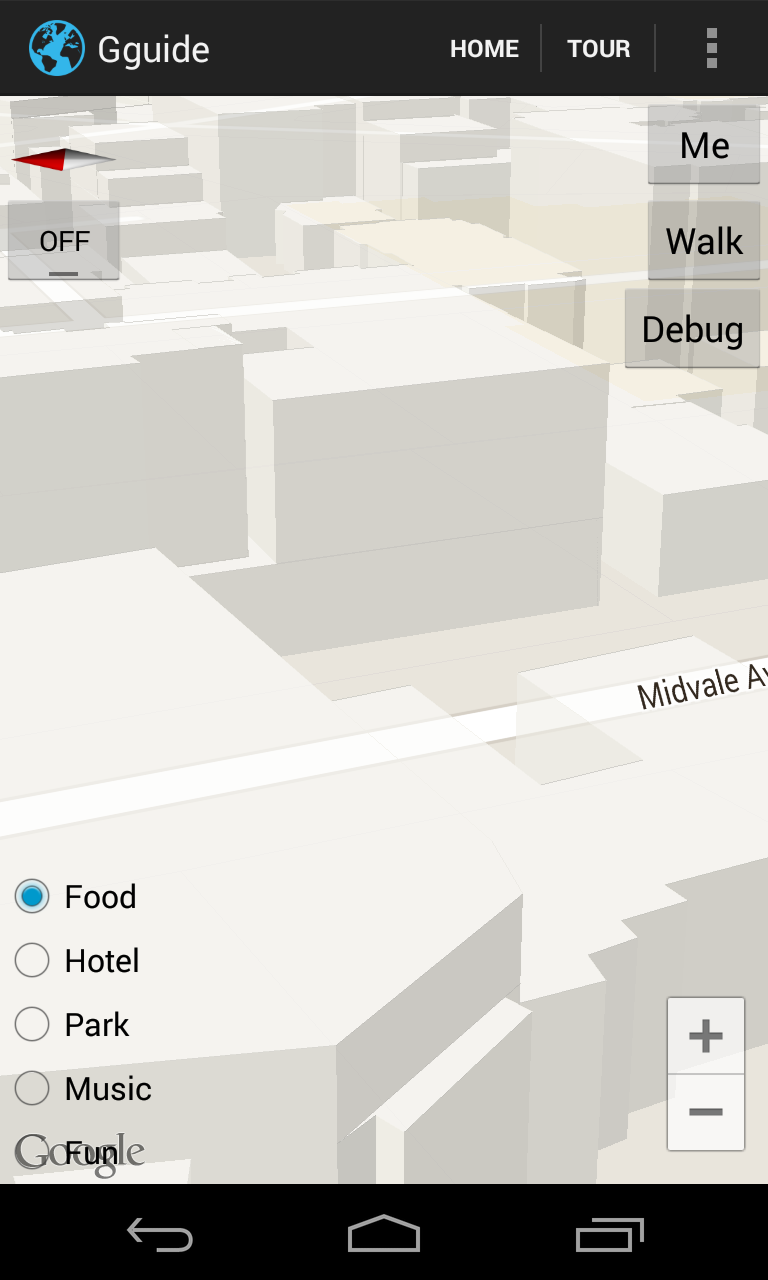 Gguide
HOME
TOUR
Me
OFF
Walk
Debug
Midvale Av
Food
Hotel
Park
Music
Fun
Google
+
−